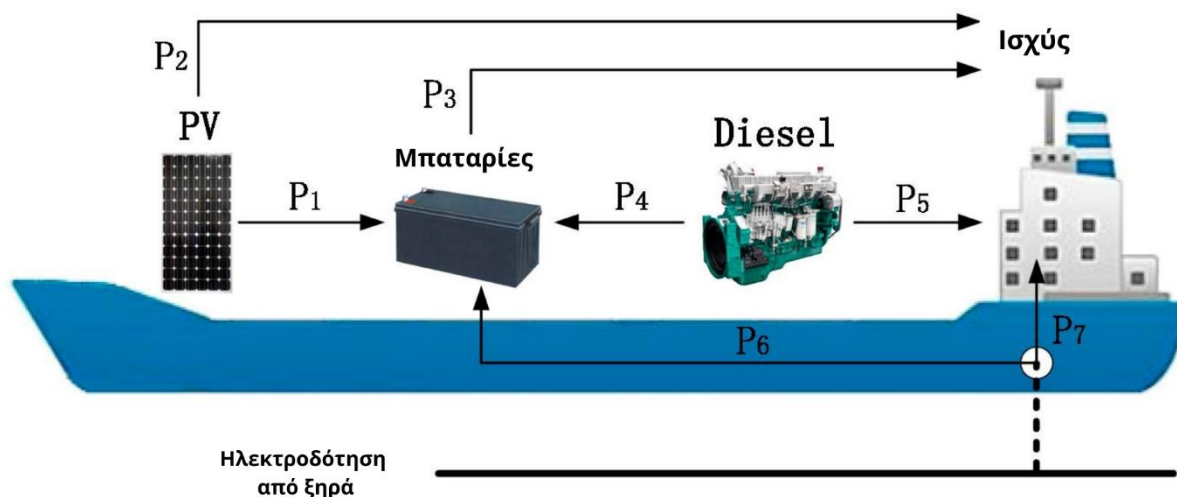 Ισχύς
P2
P3
PV
Diesel
Μπαταρίες
P1
P4
P5
P7
P6
Ηλεκτροδότηση
από ξηρά